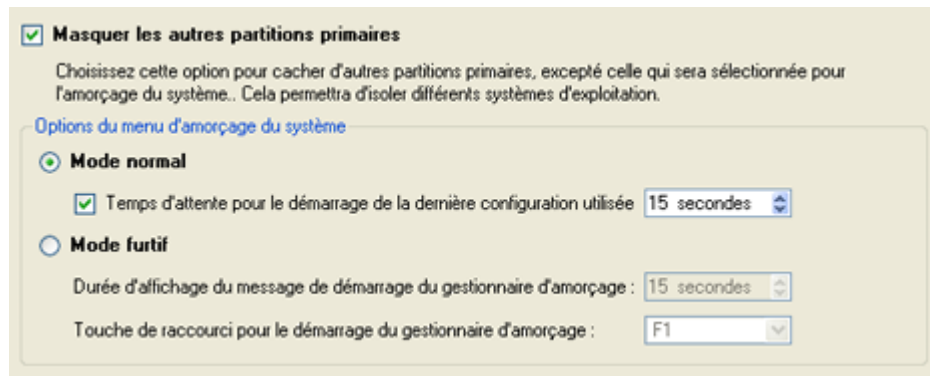 Masquer les autres partitions primaires
Choisissez cette option pour cacher d'autres partitions primaires, excepté celle qui sera sélectionnée pour
l'amorçage du système.. Cela permettra d'isoler différents systèmes d'exploitation.
Options du menu d'amorçage du système
Mode normal
Temps d'attente pour le démarrage de la dernière configuration utilisée 15 secondes
Mode furtif
Durée d'affichage du message de démarrage du gestionnaire d'amorçage : 15 secondes
Touche de raccourci pour le démarrage du gestionnaire d'amorçage : F1